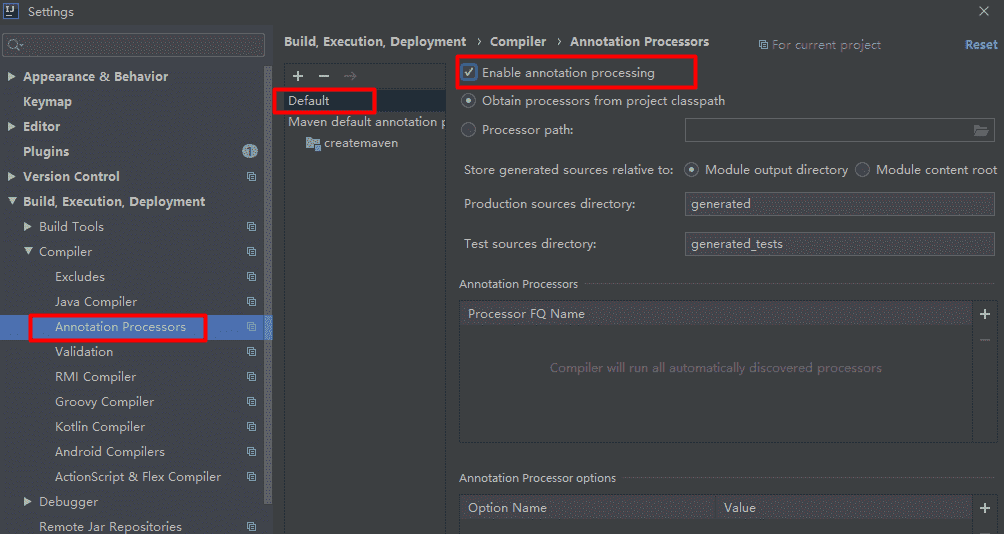 Settings
Appearance & Behavior
Keymap
Editor
Plugins
1
Version Control
Build, Execution, Deployment
Build Tools
Compiler
Excludes
Java Compiler
Annotation Processors
Validation
RMI Compiler
Groovy Compiler
Kotlin Compiler
Android Compilers
ActionScript & Flex Compiler
Debugger
Remote Jar Repositories
Build, Execution, Deployment › Compiler › Annotation Processors
For current project
Reset
Default
Maven default annotation p
createmaven
Enable annotation processing
Obtain processors from project classpath
Processor path:
Store generated sources relative to: Module output directory Module content root
Production sources directory: generated
Test sources directory: generated_tests
Annotation Processors
Processor FQ Name
Compiler will run all automatically discovered processors
Annotation Processor options
Option Name Value